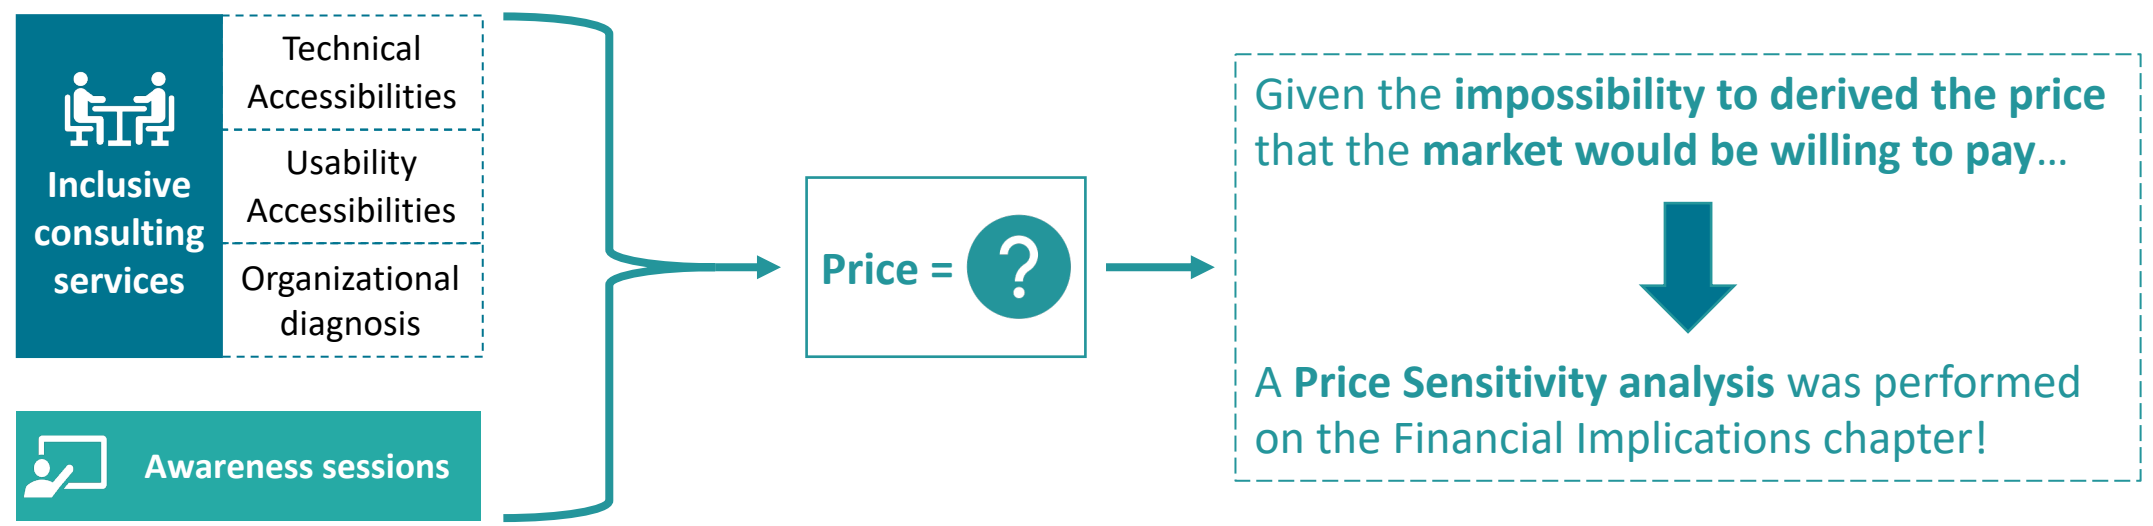 Inclusive
consulting
services
Technical
Accessibilities
Usability
Accessibilities
Organizational
diagnosis
Awareness sessions
Price = ?
Given the impossibility to derived the price
that the market would be willing to pay...
A Price Sensitivity analysis was performed
on the Financial Implications chapter!